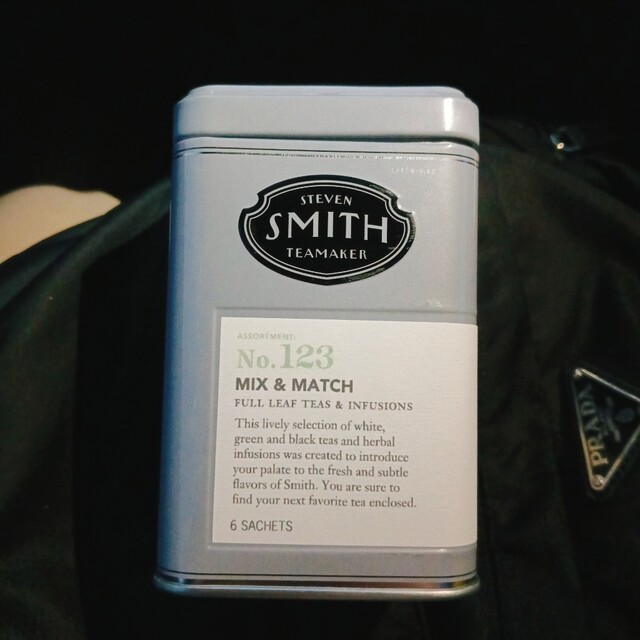 STEVEN
SMITH
TEAMAKER
ASSORTMENT:
No. 123
MIX & MATCH
FULL LEAF TEAS & INFUSIONS
This lively selection of white,
green and black teas and herbal
infusions was created to introduce
your palate to the fresh and subtle
flavors of Smith. You are sure to
find your next favorite tea enclosed.
6 SACHETS
PRADA